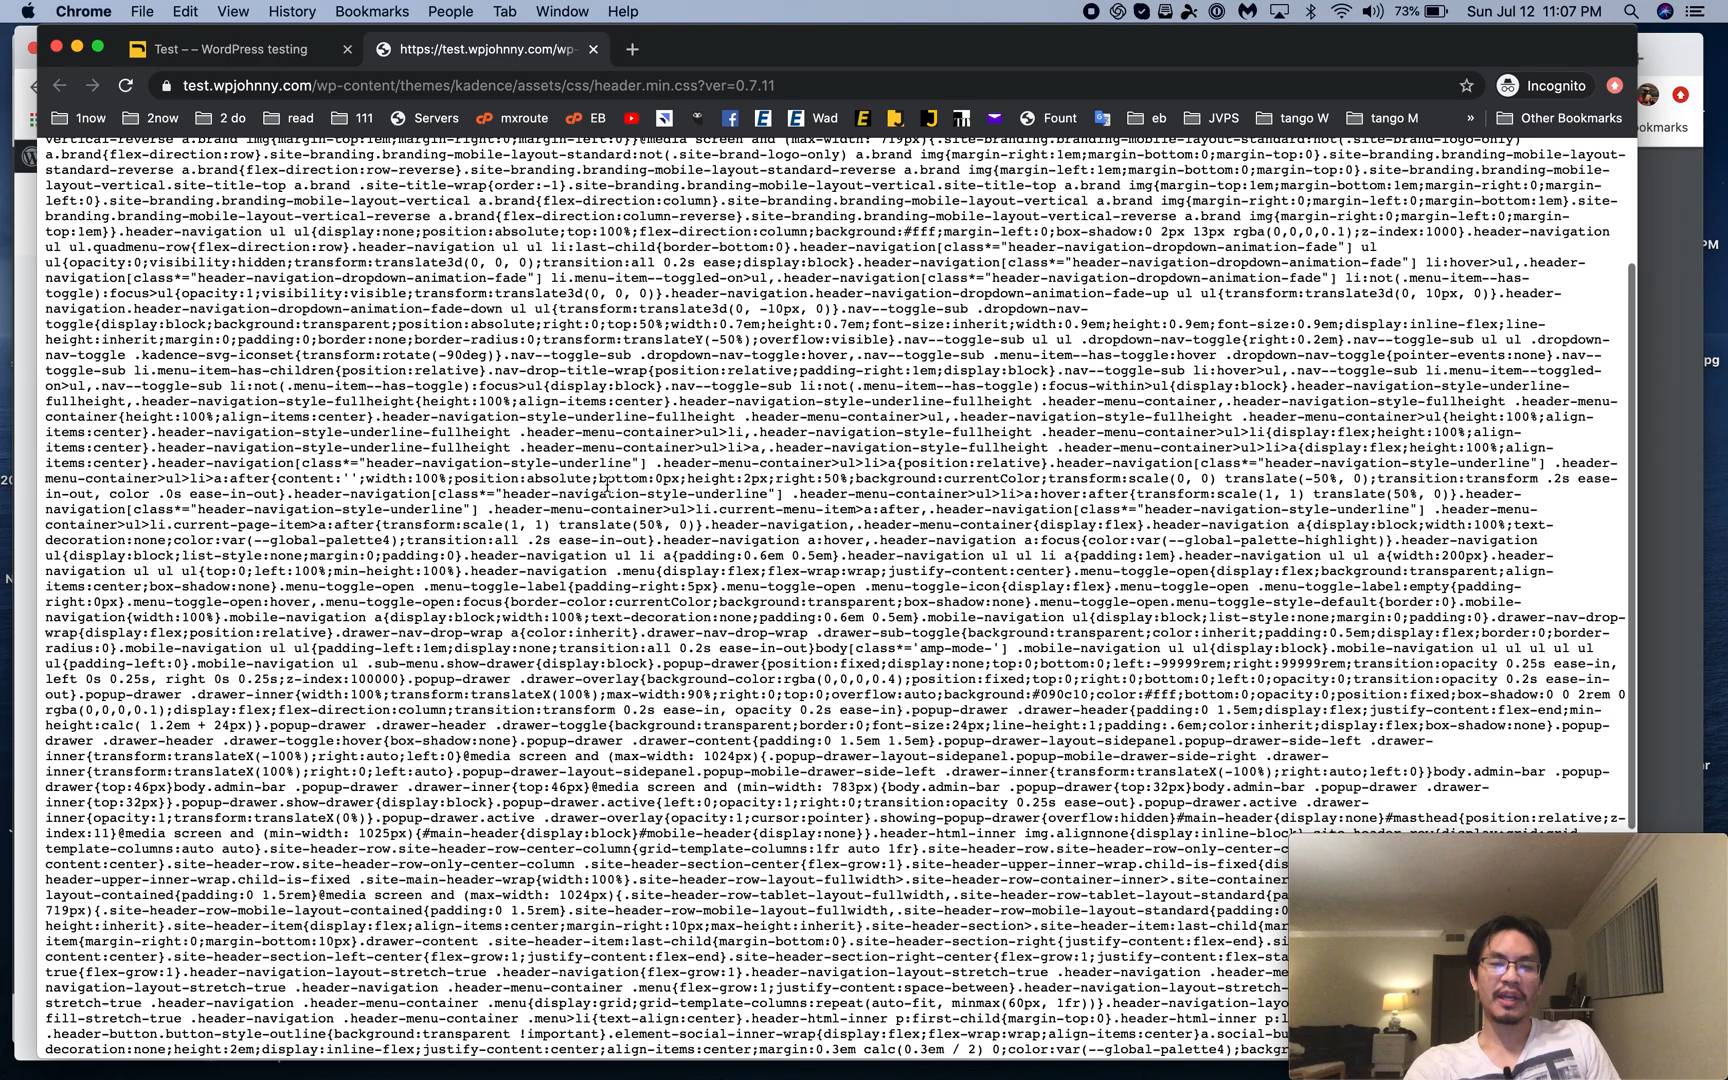 Chrome File Edit View History Bookmarks People Tab Window Help 73% Sun Jul 12 11:07 PM
Test – – WordPress testing https://test.wpjohnny.com/wp-
test.wpjohnny.com/wp-content/themes/kadence/assets/css/header.min.css?ver=0.7.11 Incognito
1now 2now 2 do read 111 Servers mxroute EB Wad Fount eb JVPS tango W tango M » Other Bookmarks
vertical-reverse a.brand img{margin-top:1em;margin-right:0;margin-left:0}}@media screen and (max-width: 719px){.site-branding.branding-mobile-layout-standard:not(.site-brand-logo-only)
a.brand{flex-direction:row}.site-branding.branding-mobile-layout-standard:not(.site-brand-logo-only) a.brand img{margin-right:1em;margin-bottom:0;margin-top:0}.site-branding.branding-mobile-layout-
standard-reverse a.brand{flex-direction:row-reverse}.site-branding.branding-mobile-layout-standard-reverse a.brand img{margin-left:1em;margin-bottom:0;margin-top:0}.site-branding.branding-mobile-
layout-vertical.site-title-top a.brand .site-title-wrap{order:-1}.site-branding.branding-mobile-layout-vertical.site-title-top a.brand img{margin-top:1em;margin-bottom:1em;margin-right:0;margin-
left:0}.site-branding.branding-mobile-layout-vertical a.brand{flex-direction:column}.site-branding.branding-mobile-layout-vertical a.brand img{margin-right:0;margin-left:0;margin-bottom:1em}.site-
branding.branding-mobile-layout-vertical-reverse a.brand{flex-direction:column-reverse}.site-branding.branding-mobile-layout-vertical-reverse a.brand img{margin-right:0;margin-left:0;margin-
top:1em}}.header-navigation ul ul{display:none;position:absolute;top:100%;flex-direction:column;background:#fff;margin-left:0;box-shadow:0 2px 13px rgba(0,0,0,0.1);z-index:1000}.header-navigation
ul ul.quadmenu-row{flex-direction:row}.header-navigation ul ul li:last-child{border-bottom:0}.header-navigation[class*="header-navigation-dropdown-animation-fade"] ul
ul{opacity:0;visibility:hidden;transform:translate3d(0, 0, 0);transition:all 0.2s ease;display:block}.header-navigation[class*="header-navigation-dropdown-animation-fade"] li:hover>ul,.header-
navigation[class*="header-navigation-dropdown-animation-fade"] li.menu-item--toggled-on>ul,.header-navigation[class*="header-navigation-dropdown-animation-fade"] li:not(.menu-item--has-
toggle):focus>ul{opacity:1;visibility:visible;transform:translate3d(0, 0, 0)}.header-navigation.header-navigation-dropdown-animation-fade-up ul ul{transform:translate3d(0, 10px, 0)}.header-
navigation.header-navigation-dropdown-animation-fade-down ul ul{transform:translate3d(0, -10px, 0)}.nav--toggle-sub .dropdown-nav-
toggle{display:block;background:transparent;position:absolute;right:0;top:50%;width:0.7em;height:0.7em;font-size:inherit;width:0.9em;height:0.9em;font-size:0.9em;display:inline-flex;line-
height:inherit;margin:0;padding:0;border:none;border-radius:0;transform:translateY(-50%);overflow:visible}.nav--toggle-sub ul ul .dropdown-nav-toggle{right:0.2em}.nav--toggle-sub ul ul .dropdown-
nav-toggle .kadence-svg-iconset{transform:rotate(-90deg)}.nav--toggle-sub .dropdown-nav-toggle:hover,.nav--toggle-sub .menu-item--has-toggle:hover .dropdown-nav-toggle{pointer-events:none}.nav--
toggle-sub li.menu-item-has-children{position:relative}.nav-drop-title-wrap{position:relative;padding-right:1em;display:block}.nav--toggle-sub li:hover>ul,.nav--toggle-sub li.menu-item--toggled-
on>ul,.nav--toggle-sub li:not(.menu-item--has-toggle):focus>ul{display:block}.nav--toggle-sub li:not(.menu-item--has-toggle):focus-within>ul{display:block}.header-navigation-style-underline-
fullheight,.header-navigation-style-fullheight{height:100%;align-items:center}.header-navigation-style-underline-fullheight .header-menu-container,.header-navigation-style-fullheight .header-menu-
container{height:100%;align-items:center}.header-navigation-style-underline-fullheight .header-menu-container>ul,.header-navigation-style-fullheight .header-menu-container>ul{height:100%;align-
items:center}.header-navigation-style-underline-fullheight .header-menu-container>ul>li,.header-navigation-style-fullheight .header-menu-container>ul>li{display:flex;height:100%;align-
items:center}.header-navigation-style-underline-fullheight .header-menu-container>ul>li>a,.header-navigation-style-fullheight .header-menu-container>ul>li>a{display:flex;height:100%;align-
items:center}.header-navigation[class*="header-navigation-style-underline"] .header-menu-container>ul>li>a{position:relative}.header-navigation[class*="header-navigation-style-underline"] .header-
menu-container>ul>li>a:after{content:'';width:100%;position:absolute;bottom:0px;height:2px;right:50%;background:currentColor;transform:scale(0, 0) translate(-50%, 0);transition:transform .2s ease-
in-out, color .0s ease-in-out}.header-navigation[class*="header-navigation-style-underline"] .header-menu-container>ul>li>a:hover:after{transform:scale(1, 1) translate(50%, 0)}.header-
navigation[class*="header-navigation-style-underline"] .header-menu-container>ul>li.current-menu-item>a:after,.header-navigation[class*="header-navigation-style-underline"] .header-menu-
container>ul>li.current-page-item>a:after{transform:scale(1, 1) translate(50%, 0)}.header-navigation,.header-menu-container{display:flex}.header-navigation a{display:block;width:100%;text-
decoration:none;color:var(--global-palette4);transition:all .2s ease-in-out}.header-navigation a:hover,.header-navigation a:focus{color:var(--global-palette-highlight)}.header-navigation
ul{display:block;list-style:none;margin:0;padding:0}.header-navigation ul li a{padding:0.6em 0.5em}.header-navigation ul ul li a{padding:1em}.header-navigation ul ul a{width:200px}.header-
navigation ul ul ul{top:0;left:100%;min-height:100%}.header-navigation .menu{display:flex;flex-wrap:wrap;justify-content:center}.menu-toggle-open{display:flex;background:transparent;align-
items:center;box-shadow:none}.menu-toggle-open .menu-toggle-label{padding-right:5px}.menu-toggle-open .menu-toggle-icon{display:flex}.menu-toggle-open .menu-toggle-label:empty{padding-
right:0px}.menu-toggle-open:hover,.menu-toggle-open:focus{border-color:currentColor;background:transparent;box-shadow:none}.menu-toggle-open.menu-toggle-style-default{border:0}.mobile-
navigation{width:100%}.mobile-navigation a{display:block;width:100%;text-decoration:none;padding:0.6em 0.5em}.mobile-navigation ul{display:block;list-style:none;margin:0;padding:0}.drawer-nav-drop-
wrap{display:flex;position:relative}.drawer-nav-drop-wrap a{color:inherit}.drawer-nav-drop-wrap .drawer-sub-toggle{background:transparent;color:inherit;padding:0.5em;display:flex;border:0;border-
radius:0}.mobile-navigation ul ul{padding-left:1em;display:none;transition:all 0.2s ease-in-out}body[class*='amp-mode-'] .mobile-navigation ul ul{display:block}.mobile-navigation ul ul ul ul ul
ul{padding-left:0}.mobile-navigation ul .sub-menu.show-drawer{display:block}.popup-drawer{position:fixed;display:none;top:0;bottom:0;left:-99999rem;right:99999rem;transition:opacity 0.25s ease-in,
left 0s 0.25s, right 0s 0.25s;z-index:100000}.popup-drawer .drawer-overlay{background-color:rgba(0,0,0,0.4);position:fixed;top:0;right:0;bottom:0;left:0;opacity:0;transition:opacity 0.2s ease-in-
out}.popup-drawer .drawer-inner{width:100%;transform:translateX(100%);max-width:90%;right:0;top:0;overflow:auto;background:#090c10;color:#fff;bottom:0;opacity:0;position:fixed;box-shadow:0 0 2rem 0
rgba(0,0,0,0.1);display:flex;flex-direction:column;transition:transform 0.2s ease-in, opacity 0.2s ease-in}.popup-drawer .drawer-header{padding:0 1.5em;display:flex;justify-content:flex-end;min-
height:calc( 1.2em + 24px)}.popup-drawer .drawer-header .drawer-toggle{background:transparent;border:0;font-size:24px;line-height:1;padding:.6em;color:inherit;display:flex;box-shadow:none}.popup-
drawer .drawer-header .drawer-toggle:hover{box-shadow:none}.popup-drawer .drawer-content{padding:0 1.5em 1.5em}.popup-drawer-layout-sidepanel.popup-drawer-side-left .drawer-
inner{transform:translateX(-100%);right:auto;left:0}@media screen and (max-width: 1024px){.popup-drawer-layout-sidepanel.popup-mobile-drawer-side-right .drawer-
inner{transform:translateX(100%);right:0;left:auto}.popup-drawer-layout-sidepanel.popup-mobile-drawer-side-left .drawer-inner{transform:translateX(-100%);right:auto;left:0}}body.admin-bar .popup-
drawer{top:46px}body.admin-bar .popup-drawer .drawer-inner{top:46px}@media screen and (min-width: 783px){body.admin-bar .popup-drawer{top:32px}body.admin-bar .popup-drawer .drawer-
inner{top:32px}}.popup-drawer.show-drawer{display:block}.popup-drawer.active{left:0;opacity:1;right:0;transition:opacity 0.25s ease-out}.popup-drawer.active .drawer-
inner{opacity:1;transform:translateX(0%)}.popup-drawer.active .drawer-overlay{opacity:1;cursor:pointer}.showing-popup-drawer{overflow:hidden}#main-header{display:none}#masthead{position:relative;z-
index:11}@media screen and (min-width: 1025px){#main-header{display:block}#mobile-header{display:none}}.header-html-inner img.alignnone{display:inline-block}.site-header-row{display:grid;grid-
template-columns:auto auto}.site-header-row.site-header-row-center-column{grid-template-columns:1fr auto 1fr}.site-header-row.site-header-row-only-center-c
content:center}.site-header-row.site-header-row-only-center-column .site-header-section-center{flex-grow:1}.site-header-upper-inner-wrap.child-is-fixed{dis
header-upper-inner-wrap.child-is-fixed .site-main-header-wrap{width:100%}.site-header-row-layout-fullwidth>.site-header-row-container-inner>.site-container
layout-contained{padding:0 1.5rem}@media screen and (max-width: 1024px){.site-header-row-tablet-layout-fullwidth,.site-header-row-tablet-layout-standard{pa
719px){.site-header-row-mobile-layout-contained{padding:0 1.5rem}.site-header-row-mobile-layout-fullwidth,.site-header-row-mobile-layout-standard{padding:0
height:inherit}.site-header-item{display:flex;align-items:center;margin-right:10px;max-height:inherit}.site-header-section>.site-header-item:last-child{mar
item{margin-right:0;margin-bottom:10px}.drawer-content .site-header-item:last-child{margin-bottom:0}.site-header-section-right{justify-content:flex-end}.si
content:center}.site-header-section-left-center{flex-grow:1;justify-content:flex-end}.site-header-section-right-center{flex-grow:1;justify-content:flex-sta
true{flex-grow:1}.header-navigation-layout-stretch-true .header-navigation{flex-grow:1}.header-navigation-layout-stretch-true .header-navigation .header-me
navigation-layout-stretch-true .header-navigation .header-menu-container .menu{flex-grow:1;justify-content:space-between}.header-navigation-layout-stretch-
stretch-true .header-navigation .header-menu-container .menu{display:grid;grid-template-columns:repeat(auto-fit, minmax(60px, 1fr))}.header-navigation-layo
fill-stretch-true .header-navigation .header-menu-container .menu>li{text-align:center}.header-html-inner p:first-child{margin-top:0}.header-html-inner p:l
.header-button.button-style-outline{background:transparent !important}.element-social-inner-wrap{display:flex;flex-wrap:wrap;align-items:center}a.social-bu
decoration:none;height:2em;display:inline-flex;justify-content:center;align-items:center;margin:0.3em calc(0.3em / 2) 0;color:var(--global-palette4);backg